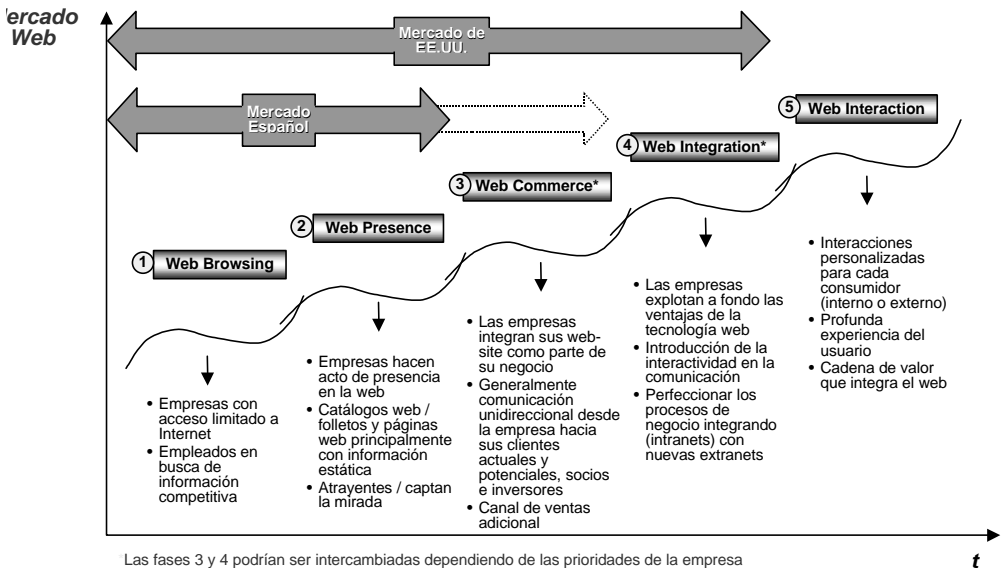 Mercado
Web
Mercado de
EE.UU.
Mercado
Español
5 Web Interaction
4 Web Integration*
3 Web Commerce*
2 Web Presence
1 Web Browsing
• Empresas con
acceso limitado a
Internet
• Empleados en
busca de
información
competitiva
• Empresas hacen
acto de presencia
en la web
• Catálogos web /
folletos y páginas
web principalmente
con información
estática
• Atrayentes / captan
la mirada
• Las empresas
integran sus web-
site como parte de
su negocio
• Generalmente
comunicación
unidireccional desde
la empresa hacia
sus clientes
actuales y
potenciales, socios
e inversores
• Canal de ventas
adicional
• Las empresas
explotan a fondo las
ventajas de la
tecnología web
• Introducción de la
interactividad en la
comunicación
• Perfeccionar los
procesos de
negocio integrando
(intranets) con
nuevas extranets
• Interacciones
personalizadas
para cada
consumidor
(interno o externo)
• Profunda
experiencia del
usuario
• Cadena de valor
que integra el web
*Las fases 3 y 4 podrían ser intercambiadas dependiendo de las prioridades de la empresa
t